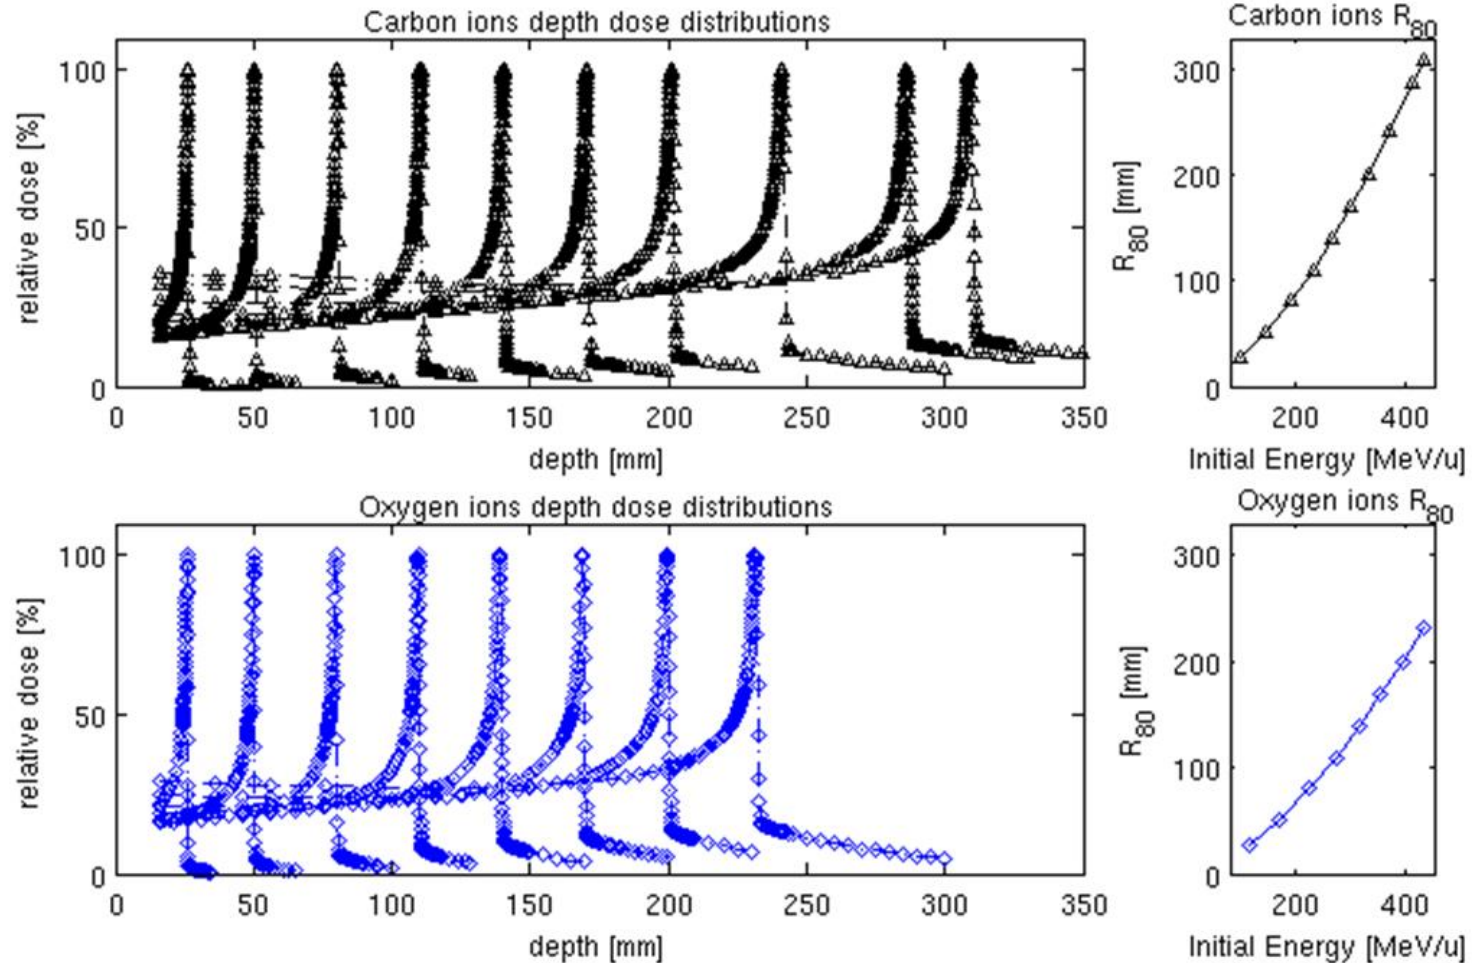 Carbon ions depth dose distributions
relative dose [%]
100
50
0
0 50 100 150 200 250 300 350
depth [mm]
Carbon ions R80
R80 [mm]
300
200
100
0
200 400
Initial Energy [MeV/u]
Oxygen ions depth dose distributions
relative dose [%]
100
50
0
0 50 100 150 200 250 300 350
depth [mm]
Oxygen ions R80
R80 [mm]
300
200
100
0
200 400
Initial Energy [MeV/u]